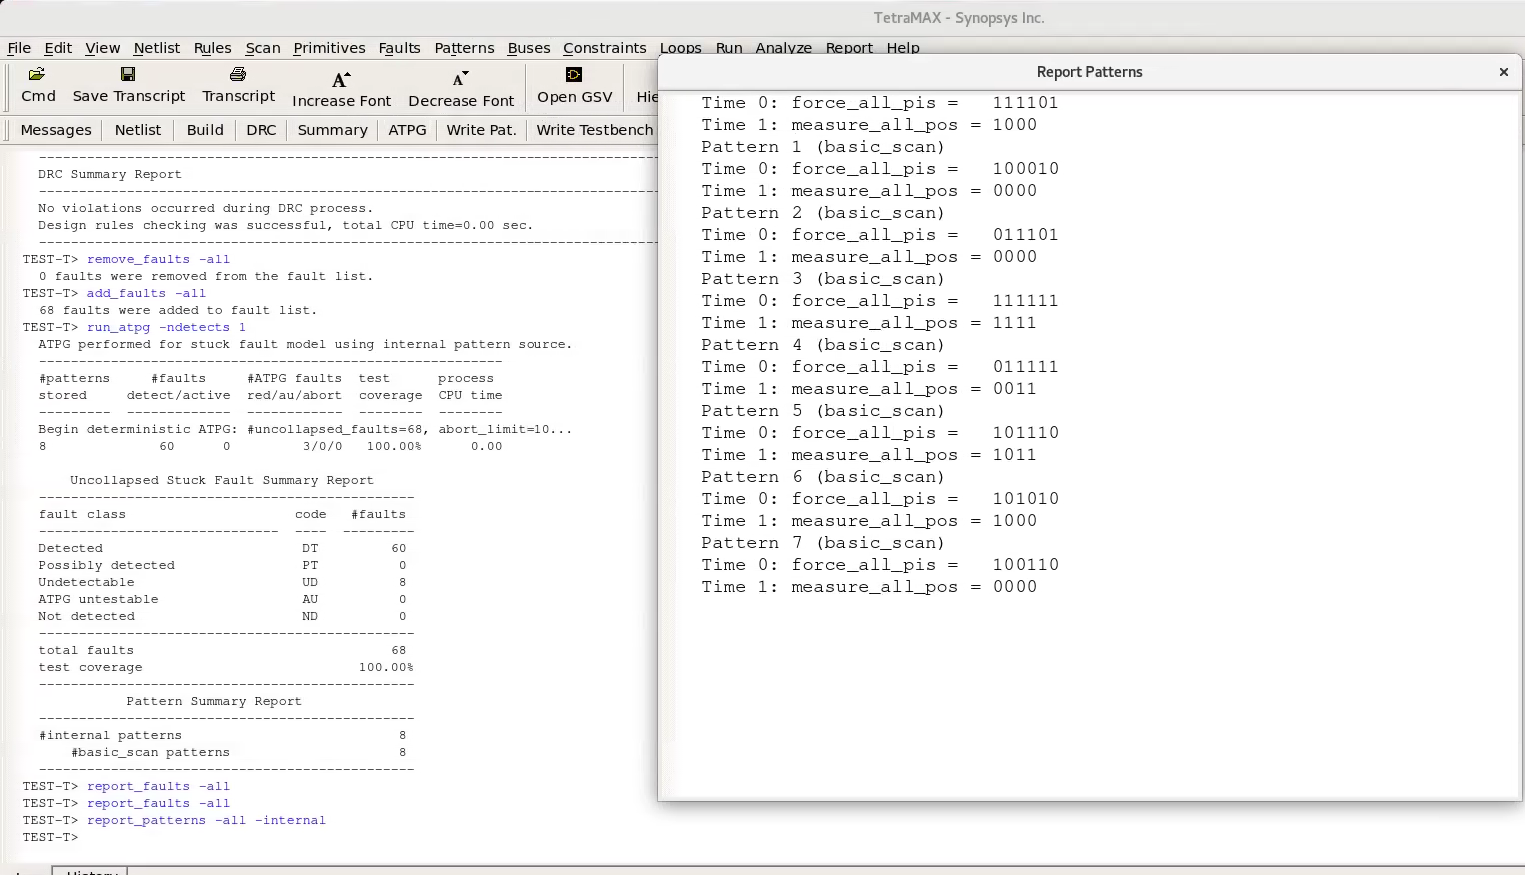 TetraMAX - Synopsys Inc.
File Edit View Netlist Rules Scan Primitives Faults Patterns Buses Constraints Loops Run Analyze Report Help
Cmd Save Transcript Transcript Increase Font Decrease Font Open GSV Hie
Messages Netlist Build DRC Summary ATPG Write Pat. Write Testbench
--------------------------------------------------------------------------------
DRC Summary Report
--------------------------------------------------------------------------------
No violations occurred during DRC process.
Design rules checking was successful, total CPU time=0.00 sec.
--------------------------------------------------------------------------------
TEST-T> remove_faults -all
0 faults were removed from the fault list.
TEST-T> add_faults -all
68 faults were added to fault list.
TEST-T> run_atpg -ndetects 1
ATPG performed for stuck fault model using internal pattern source.
----------------------------------------------------------
#patterns #faults #ATPG faults test process
stored detect/active red/au/abort coverage CPU time
--------- ------------- ------------ -------- --------
Begin deterministic ATPG: #uncollapsed_faults=68, abort_limit=10...
8 60 0 3/0/0 100.00% 0.00
Uncollapsed Stuck Fault Summary Report
-----------------------------------------------
fault class code #faults
------------------------------ ---- ---------
Detected DT 60
Possibly detected PT 0
Undetectable UD 8
ATPG untestable AU 0
Not detected ND 0
-----------------------------------------------
total faults 68
test coverage 100.00%
-----------------------------------------------
Pattern Summary Report
-----------------------------------------------
#internal patterns 8
#basic_scan patterns 8
-----------------------------------------------
TEST-T> report_faults -all
TEST-T> report_faults -all
TEST-T> report_patterns -all -internal
TEST-T>
History
Report Patterns ×
Time 0: force_all_pis = 111101
Time 1: measure_all_pos = 1000
Pattern 1 (basic_scan)
Time 0: force_all_pis = 100010
Time 1: measure_all_pos = 0000
Pattern 2 (basic_scan)
Time 0: force_all_pis = 011101
Time 1: measure_all_pos = 0000
Pattern 3 (basic_scan)
Time 0: force_all_pis = 111111
Time 1: measure_all_pos = 1111
Pattern 4 (basic_scan)
Time 0: force_all_pis = 011111
Time 1: measure_all_pos = 0011
Pattern 5 (basic_scan)
Time 0: force_all_pis = 101110
Time 1: measure_all_pos = 1011
Pattern 6 (basic_scan)
Time 0: force_all_pis = 101010
Time 1: measure_all_pos = 1000
Pattern 7 (basic_scan)
Time 0: force_all_pis = 100110
Time 1: measure_all_pos = 0000